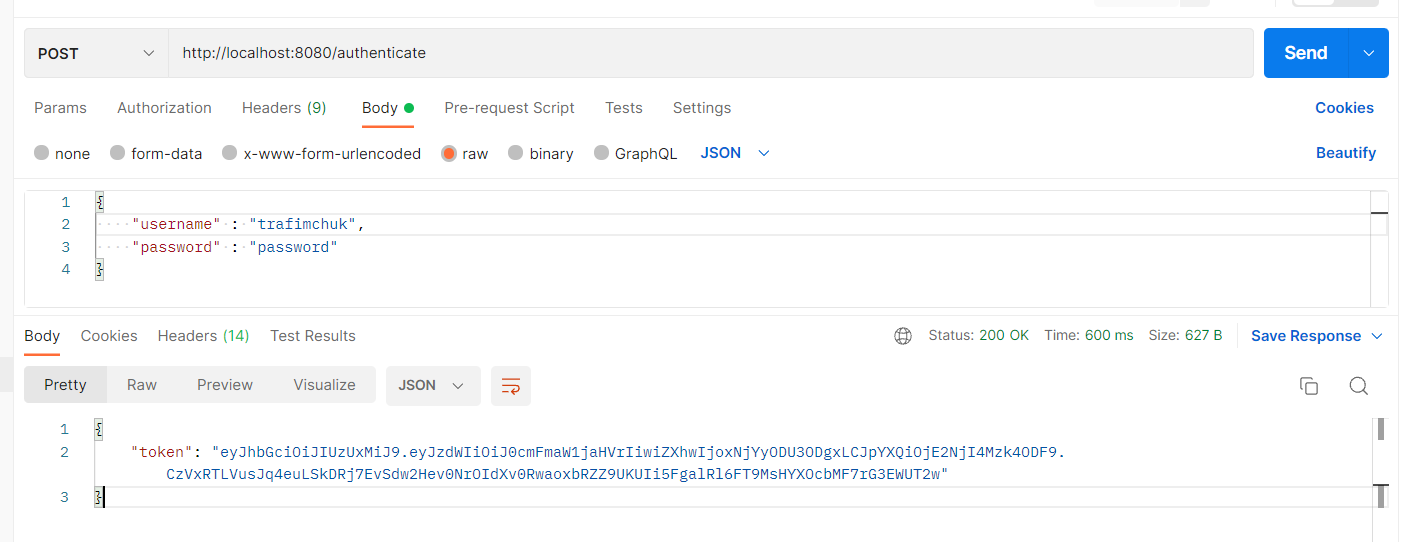 POST http://localhost:8080/authenticate Send
Params Authorization Headers (9) Body Pre-request Script Tests Settings Cookies
none form-data x-www-form-urlencoded raw binary GraphQL JSON Beautify
1 {
2 "username" : "trafimchuk",
3 "password" : "password"
4 }
Body Cookies Headers (14) Test Results Status: 200 OK Time: 600 ms Size: 627 B Save Response
Pretty Raw Preview Visualize JSON
1 {
2 "token": "eyJhbGciOiJIUzUxMiJ9.eyJzdWIiOiJ0cmFmaW1jaHVrIiwiZXhwIjoxNjYyODU3ODgxLCJpYXQiOjE2NjI4Mzk4ODF9.
CzVxRTLVusJq4euLSkDRj7EvSdw2Hev0NrOIdXv0RwaoxbRZZ9UKUIi5FgalRl6FT9MsHYXOcbMF7rG3EWUT2w"
3 }